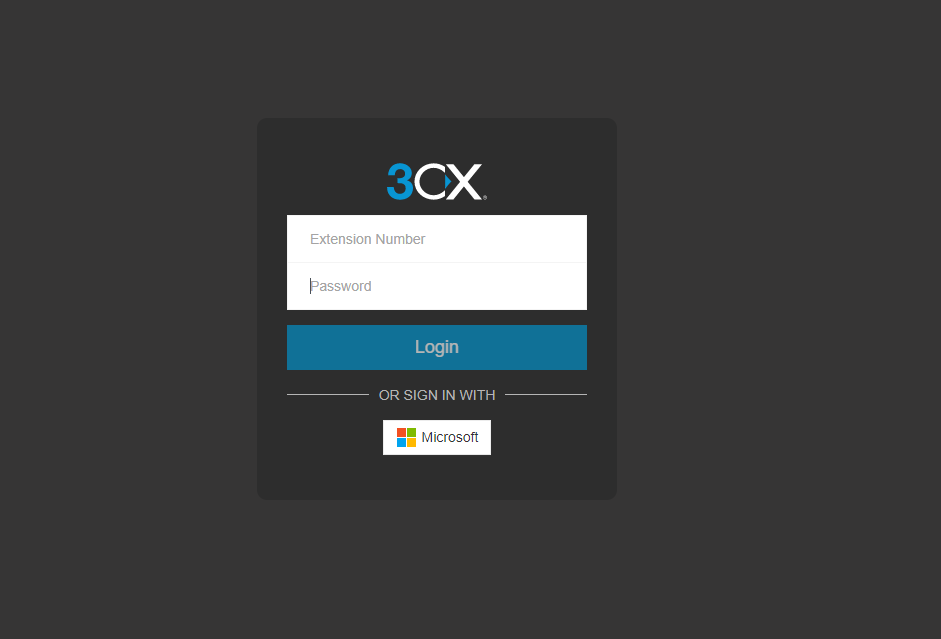 3CX®
Extension Number
Password
Login
OR SIGN IN WITH
Microsoft